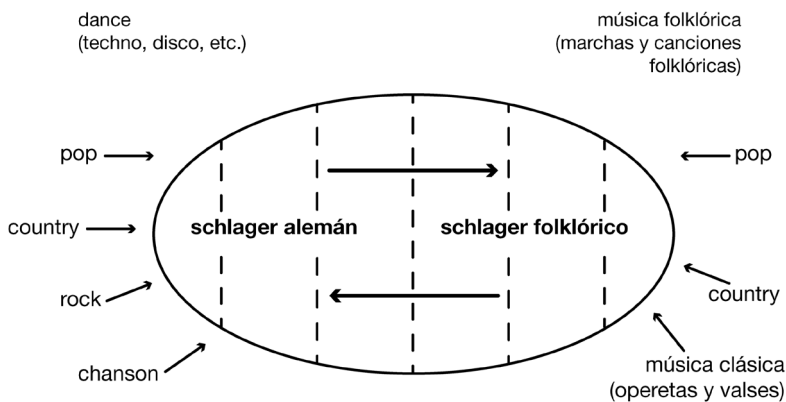 dance
(techno, disco, etc.)
música folklórica
(marchas y canciones
folklóricas)
pop
pop
country
schlager alemán
schlager folklórico
rock
country
chanson
música clásica
(operetas y valses)